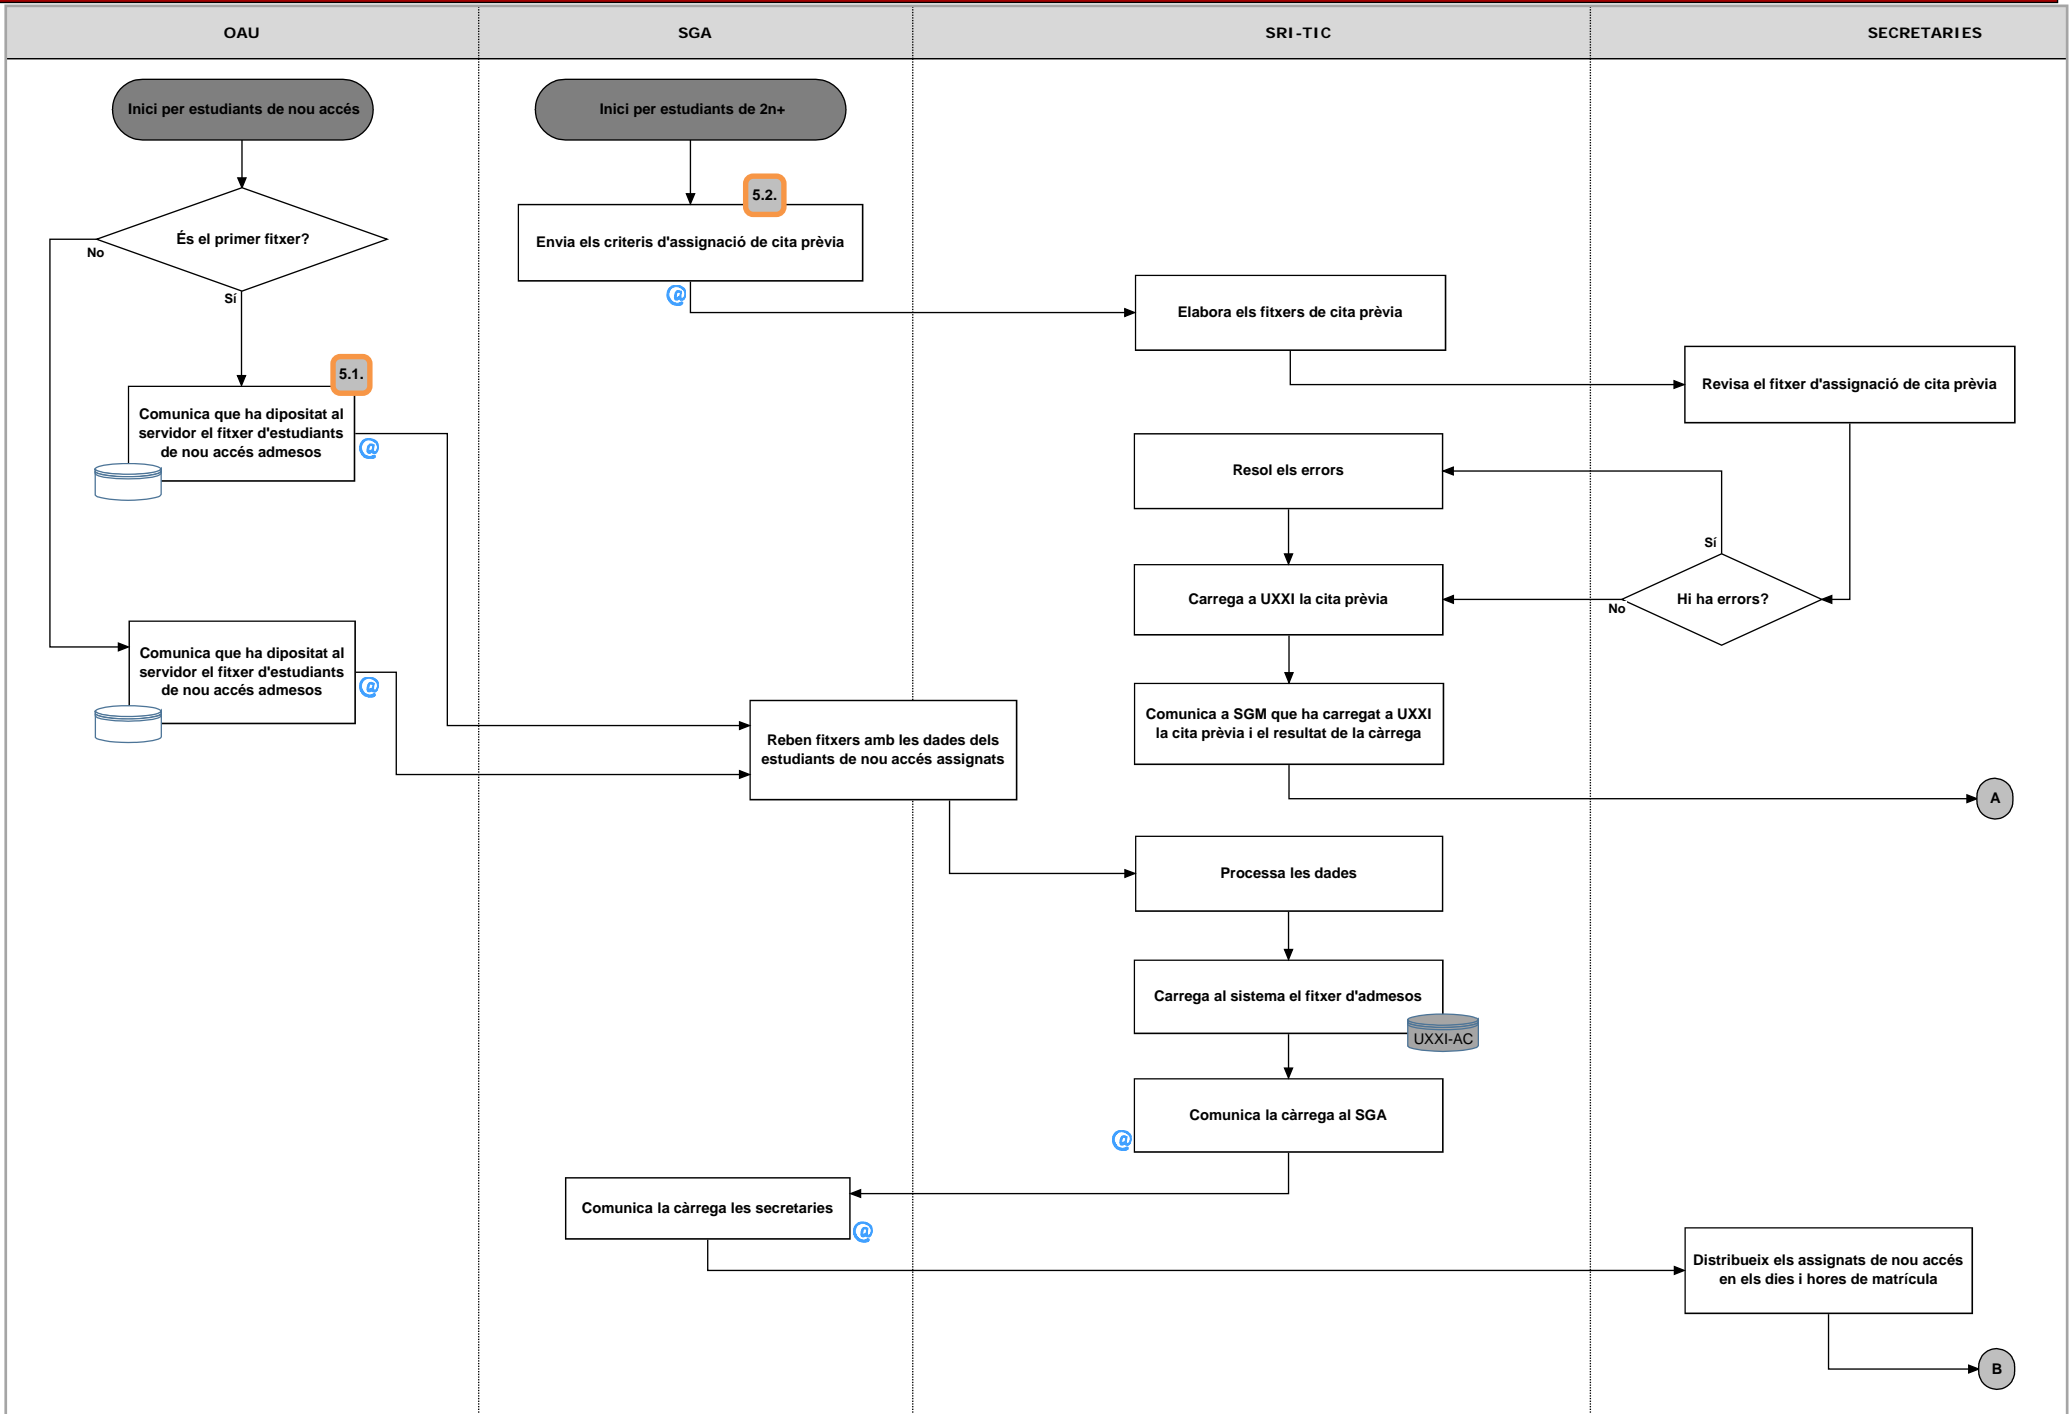 OAU
SGA
SRI-TIC
SECRETARIES
Inici per estudiants de nou accés
Inici per estudiants de 2n+
5.2.
És el primer fitxer?
No
Sí
Envia els criteris d'assignació de cita prèvia
@
Elabora els fitxers de cita prèvia
Revisa el fitxer d'assignació de cita prèvia
5.1.
Comunica que ha dipositat al
servidor el fitxer d'estudiants
de nou accés admesos
@
Resol els errors
Sí
Hi ha errors?
No
Carrega a UXXI la cita prèvia
Comunica que ha dipositat al
servidor el fitxer d'estudiants
de nou accés admesos
@
Comunica a SGM que ha carregat a UXXI
la cita prèvia i el resultat de la càrrega
Reben fitxers amb les dades dels
estudiants de nou accés assignats
A
Processa les dades
Carrega al sistema el fitxer d'admesos
UXXI-AC
Comunica la càrrega al SGA
@
Comunica la càrrega les secretaries
@
Distribueix els assignats de nou accés
en els dies i hores de matrícula
B